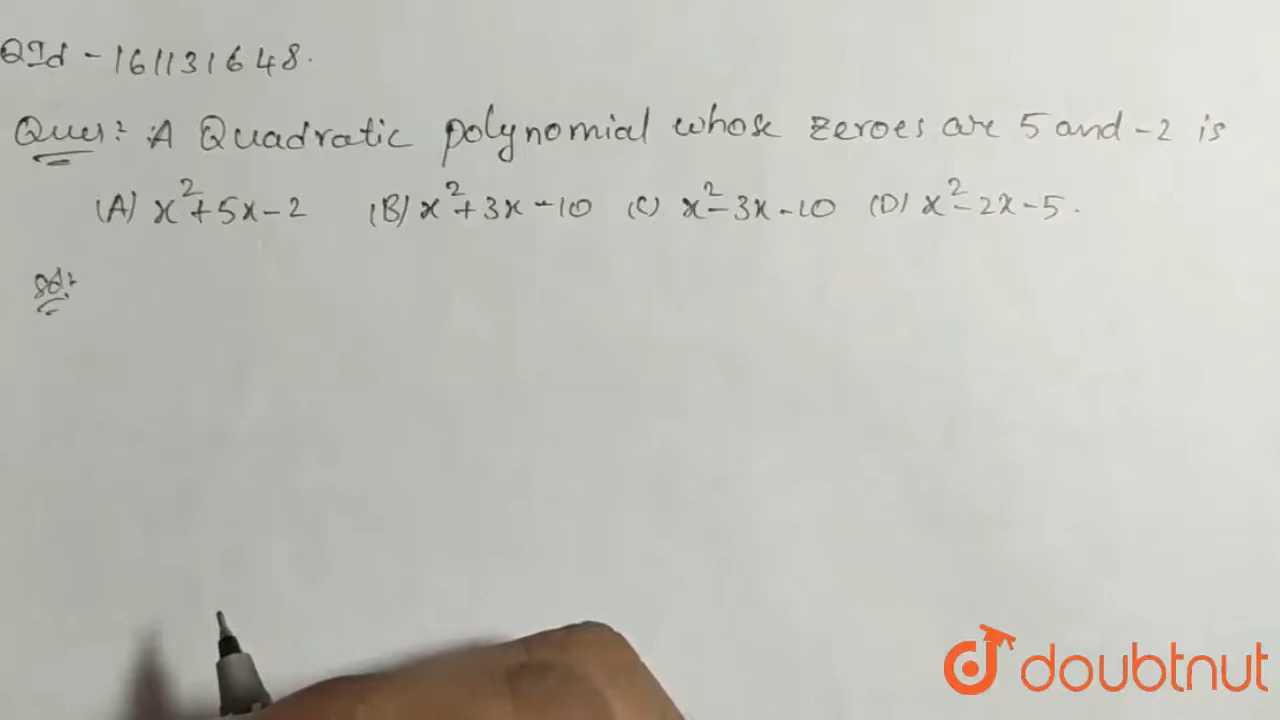 QId - 161131648.
Ques: A Quadratic polynomial whose zeroes are 5 and -2 is
(A) x²+5x-2 (B) x²+3x-10 (C) x²-3x-10 (D) x²-2x-5.
Sol:
doubtnut